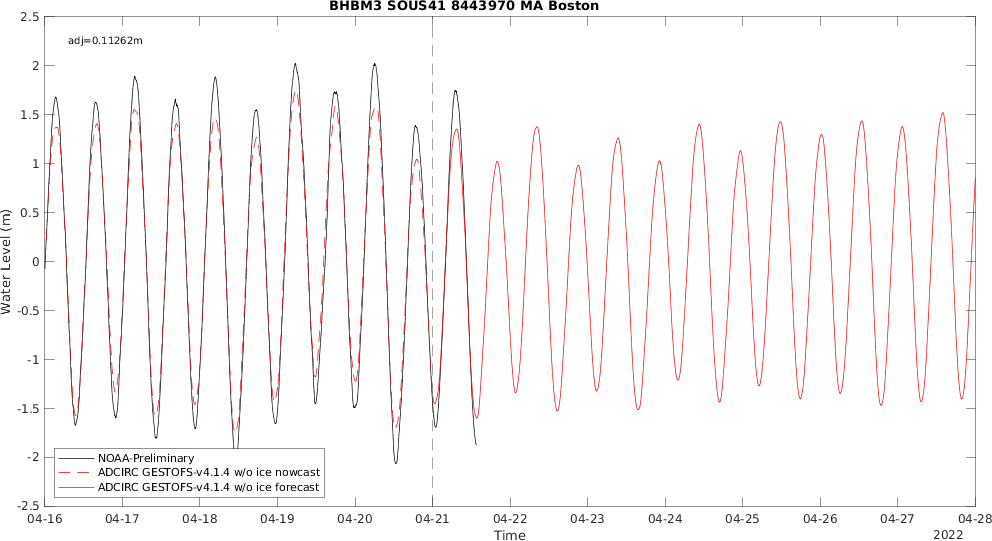 BHBM3 SOUS41 8443970 MA Boston
adj=0.11262m
2.5
2
1.5
1
0.5
0
-0.5
-1
-1.5
-2
-2.5
Water Level (m)
NOAA-Preliminary
ADCIRC GESTOFS-v4.1.4 w/o ice nowcast
ADCIRC GESTOFS-v4.1.4 w/o ice forecast
04-16 04-17 04-18 04-19 04-20 04-21 04-22 04-23 04-24 04-25 04-26 04-27 04-28
Time
2022